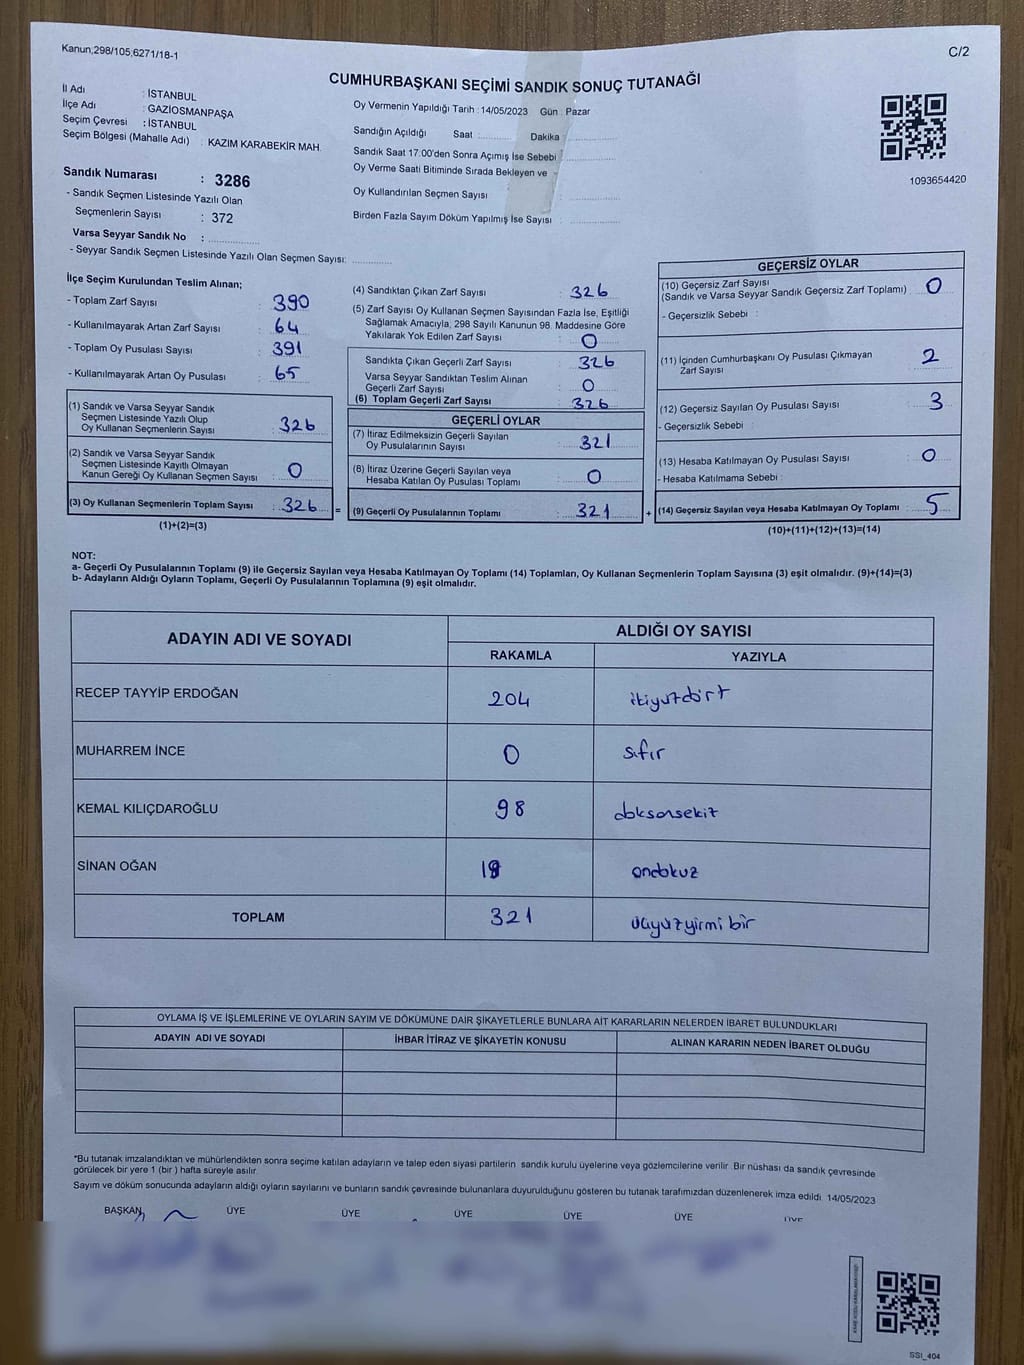 Kanun;298/105,6271/18-1
C/2
CUMHURBAŞKANI SEÇİMİ SANDIK SONUÇ TUTANAĞI
İl Adı : İSTANBUL
İlçe Adı : GAZİOSMANPAŞA
Seçim Çevresi : İSTANBUL
Seçim Bölgesi (Mahalle Adı) : KAZIM KARABEKİR MAH.
Sandık Numarası : 3286
- Sandık Seçmen Listesinde Yazılı Olan
Seçmenlerin Sayısı : 372
Varsa Seyyar Sandık No :
- Seyyar Sandık Seçmen Listesinde Yazılı Olan Seçmen Sayısı:
Oy Vermenin Yapıldığı Tarih : 14/05/2023 Gün : Pazar
Sandığın Açıldığı Saat Dakika
Sandık Saat 17:00'den Sonra Açımış İse Sebebi
Oy Verme Saati Bitiminde Sırada Bekleyen ve
Oy Kullandırılan Seçmen Sayısı :
Birden Fazla Sayım Döküm Yapılmış İse Sayısı :
1093654420
İlçe Seçim Kurulundan Teslim Alınan;
- Toplam Zarf Sayısı : 390
- Kullanılmayarak Artan Zarf Sayısı : 64
- Toplam Oy Pusulası Sayısı : 391
- Kullanılmayarak Artan Oy Pusulası : 65
(1) Sandık ve Varsa Seyyar Sandık
Seçmen Listesinde Yazılı Olup
Oy Kullanan Seçmenlerin Sayısı : 326
(2) Sandık ve Varsa Seyyar Sandık
Seçmen Listesinde Kayıtlı Olmayan
Kanun Gereği Oy Kullanan Seçmen Sayısı : 0
(3) Oy Kullanan Seçmenlerin Toplam Sayısı : 326 =
(1)+(2)=(3)
(4) Sandıktan Çıkan Zarf Sayısı : 326
(5) Zarf Sayısı Oy Kullanan Seçmen Sayısından Fazla İse, Eşitliği
Sağlamak Amacıyla, 298 Sayılı Kanunun 98. Maddesine Göre
Yakılarak Yok Edilen Zarf Sayısı : 0
Sandıkta Çıkan Geçerli Zarf Sayısı : 326
Varsa Seyyar Sandıktan Teslim Alınan
Geçerli Zarf Sayısı : 0
(6) Toplam Geçerli Zarf Sayısı : 326
GEÇERLİ OYLAR
(7) İtiraz Edilmeksizin Geçerli Sayılan
Oy Pusulalarının Sayısı : 321
(8) İtiraz Üzerine Geçerli Sayılan veya
Hesaba Katılan Oy Pusulası Toplamı : 0
(9) Geçerli Oy Pusulalarının Toplamı : 321 +
GEÇERSİZ OYLAR
(10) Geçersiz Zarf Sayısı
(Sandık ve Varsa Seyyar Sandık Geçersiz Zarf Toplamı) : 0
- Geçersizlik Sebebi :
(11) İçinden Cumhurbaşkanı Oy Pusulası Çıkmayan
Zarf Sayısı : 2
(12) Geçersiz Sayılan Oy Pusulası Sayısı : 3
- Geçersizlik Sebebi :
(13) Hesaba Katılmayan Oy Pusulası Sayısı : 0
- Hesaba Katılmama Sebebi :
(14) Geçersiz Sayılan veya Hesaba Katılmayan Oy Toplamı : 5
(10)+(11)+(12)+(13)=(14)
NOT:
a- Geçerli Oy Pusulalarının Toplamı (9) ile Geçersiz Sayılan veya Hesaba Katılmayan Oy Toplamı (14) Toplamları, Oy Kullanan Seçmenlerin Toplam Sayısına (3) eşit olmalıdır. (9)+(14)=(3)
b- Adayların Aldığı Oyların Toplamı, Geçerli Oy Pusulalarının Toplamına (9) eşit olmalıdır.
ADAYIN ADI VE SOYADI
ALDIĞI OY SAYISI
RAKAMLA YAZIYLA
RECEP TAYYİP ERDOĞAN 204 ikiyüzdört
MUHARREM İNCE 0 sıfır
KEMAL KILIÇDAROĞLU 98 doksansekiz
SİNAN OĞAN 19 ondokuz
TOPLAM 321 üçyüzyirmi bir
OYLAMA İŞ VE İŞLEMLERİNE VE OYLARIN SAYIM VE DÖKÜMÜNE DAİR ŞİKAYETLERLE BUNLARA AİT KARARLARIN NELERDEN İBARET BULUNDUKLARI
ADAYIN ADI VE SOYADI İHBAR İTİRAZ VE ŞİKAYETİN KONUSU ALINAN KARARIN NEDEN İBARET OLDUĞU
*Bu tutanak imzalandıktan ve mühürlendikten sonra seçime katılan adayların ve talep eden siyasi partilerin sandık kurulu üyelerine veya gözlemcilerine verilir. Bir nüshası da sandık çevresinde
görülecek bir yere 1 (bir ) hafta süreyle asılır.
Sayım ve döküm sonucunda adayların aldığı oyların sayılarını ve bunların sandık çevresinde bulunanlara duyurulduğunu gösteren bu tutanak tarafımızdan düzenlenerek imza edildi. 14/05/2023
BAŞKAN ÜYE ÜYE ÜYE ÜYE ÜYE ÜYE
SSI_404